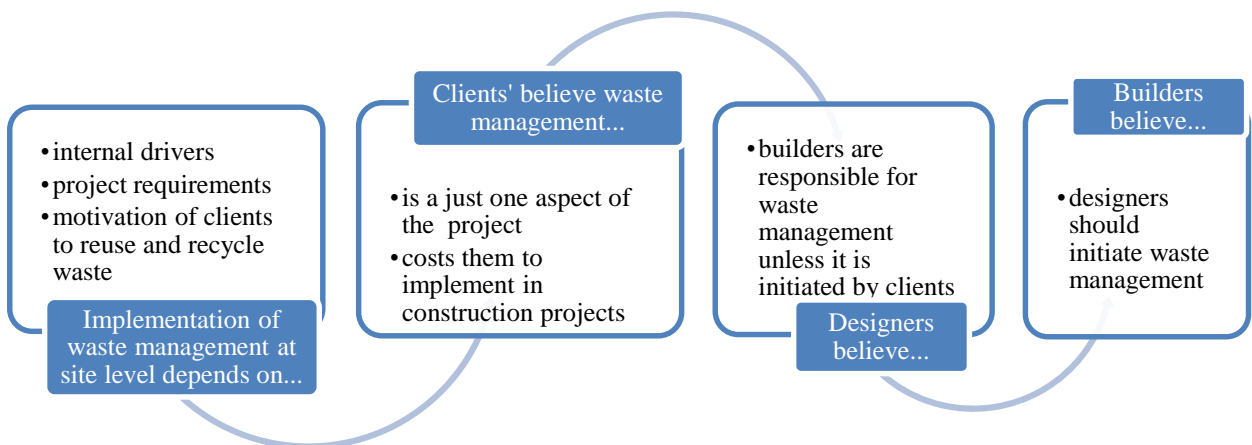 •internal drivers
•project requirements
•motivation of clients
to reuse and recycle
waste
Implementation of
waste management at
site level depends on...
Clients' believe waste
management...
•is a just one aspect of
the project
•costs them to
implement in
construction projects
•builders are
responsible for
waste
management
unless it is
initiated by clients
Designers
believe...
Builders
believe...
•designers
should
initiate waste
management